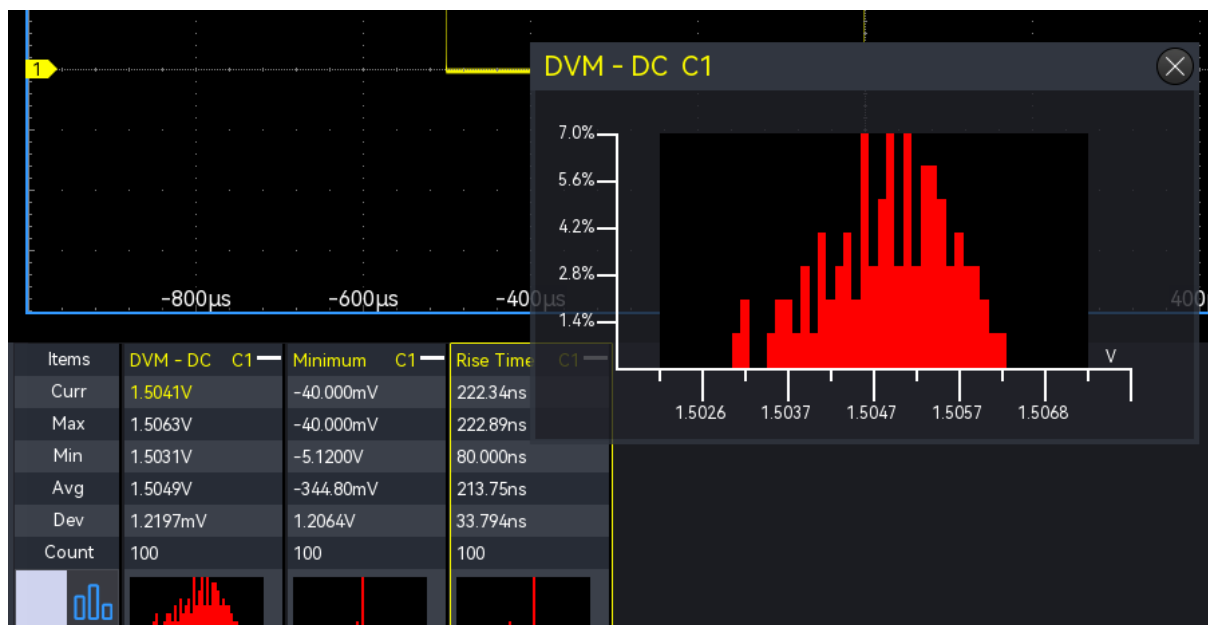 1
DVM - DC C1
7.0%
5.6%
4.2%
2.8%
1.4%
V
1.5026 1.5037 1.5047 1.5057 1.5068
-800µs -600µs -400µs 400
Items DVM - DC C1 Minimum C1 Rise Time C1
Curr 1.5041V -40.000mV 222.34ns
Max 1.5063V -40.000mV 222.89ns
Min 1.5031V -5.1200V 80.000ns
Avg 1.5049V -344.80mV 213.75ns
Dev 1.2197mV 1.2064V 33.794ns
Count 100 100 100